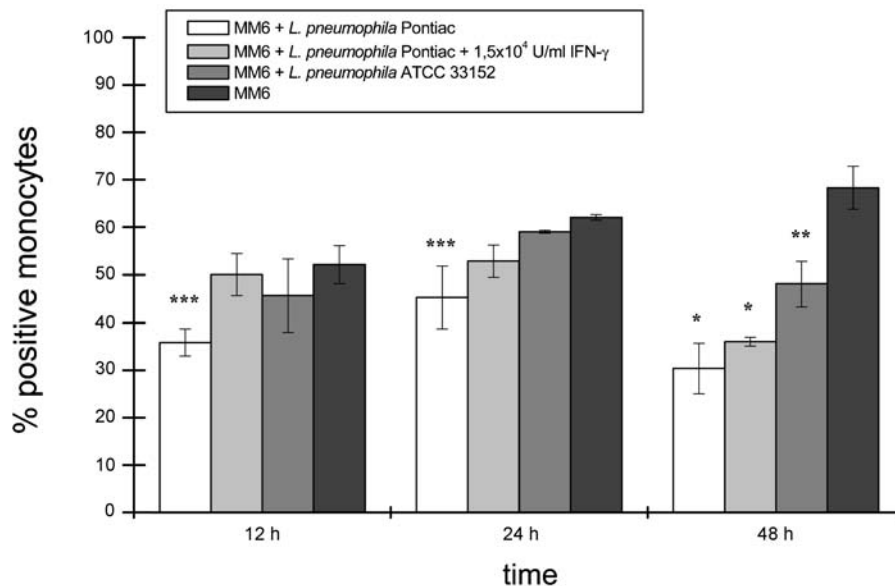 MM6 + L. pneumophila Pontiac
MM6 + L. pneumophila Pontiac + 1,5x10⁴ U/ml IFN-γ
MM6 + L. pneumophila ATCC 33152
MM6
% positive monocytes
100
90
80
70
60
50
40
30
20
10
0
***
***
*
*
**
12 h
24 h
48 h
time